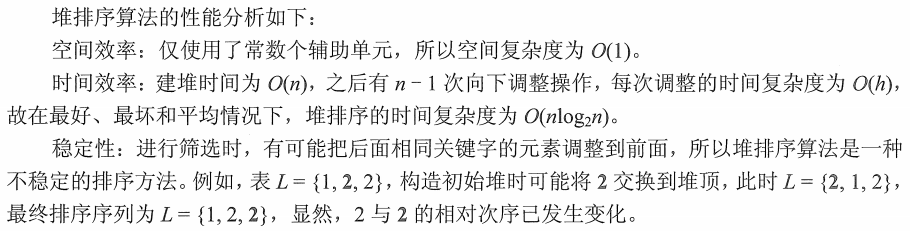 堆排序算法的性能分析如下：
空间效率：仅使用了常数个辅助单元，所以空间复杂度为 O(1)。
时间效率：建堆时间为 O(n)，之后有 n − 1 次向下调整操作，每次调整的时间复杂度为 O(h)，
故在最好、最坏和平均情况下，堆排序的时间复杂度为 O(nlog₂n)。
稳定性：进行筛选时，有可能把后面相同关键字的元素调整到前面，所以堆排序算法是一种
不稳定的排序方法。例如，表 L = {1, 2, 2}，构造初始堆时可能将 2 交换到堆顶，此时 L = {2, 1, 2}，
最终排序序列为 L = {1, 2, 2}，显然，2 与 2 的相对次序已发生变化。